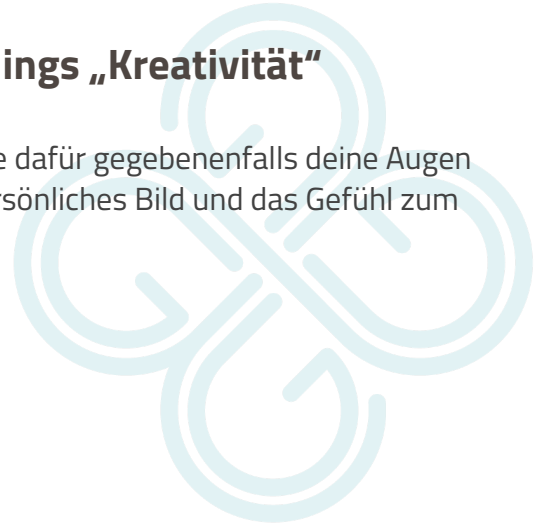 ings „Kreativität“
e dafür gegebenenfalls deine Augen
rsönliches Bild und das Gefühl zum